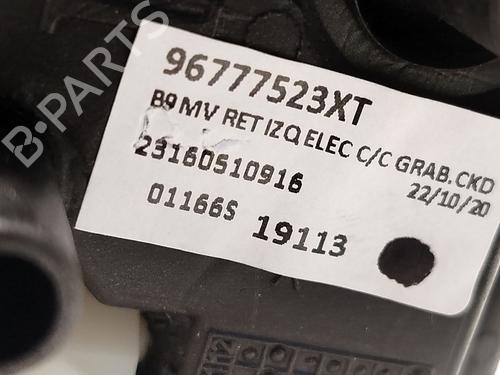 96777523XT
B9 MV RET IZQ ELEC C/C GRAB. CKD
22/10/20
23160510916
01166S 19113
B-PARTS